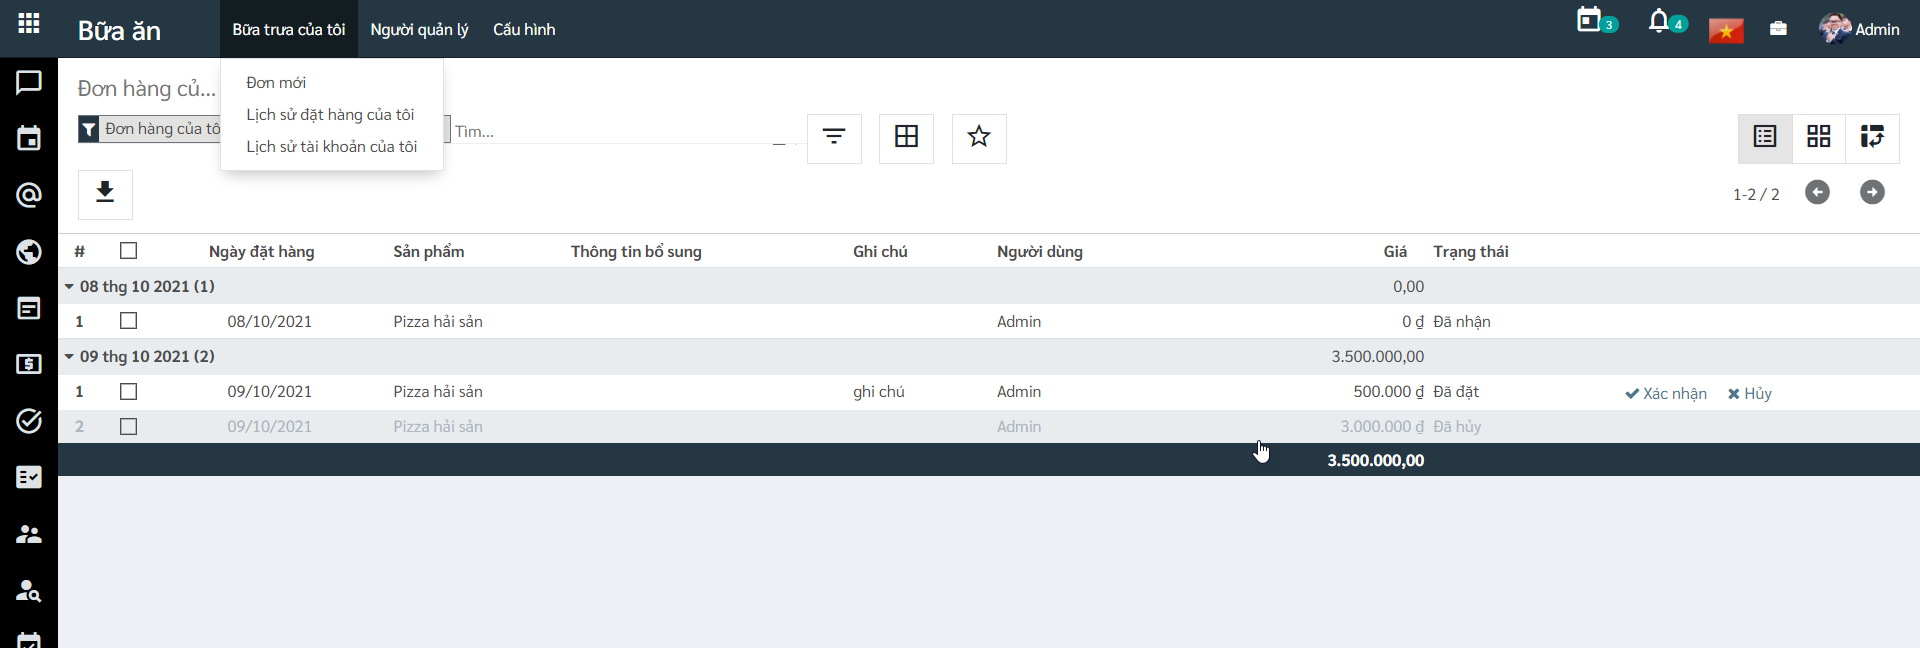 Bữa ăn Bữa trưa của tôi Người quản lý Cấu hình 3 4 Admin
Đơn hàng củ...
Đơn mới
Lịch sử đặt hàng của tôi
Lịch sử tài khoản của tôi
Đơn hàng của tô Tìm...
1-2 / 2
# Ngày đặt hàng Sản phẩm Thông tin bổ sung Ghi chú Người dùng Giá Trạng thái
08 thg 10 2021 (1) 0,00
1 08/10/2021 Pizza hải sản Admin 0 ₫ Đã nhận
09 thg 10 2021 (2) 3.500.000,00
1 09/10/2021 Pizza hải sản ghi chú Admin 500.000 ₫ Đã đặt Xác nhận Hủy
2 09/10/2021 Pizza hải sản Admin 3.000.000 ₫ Đã hủy
3.500.000,00